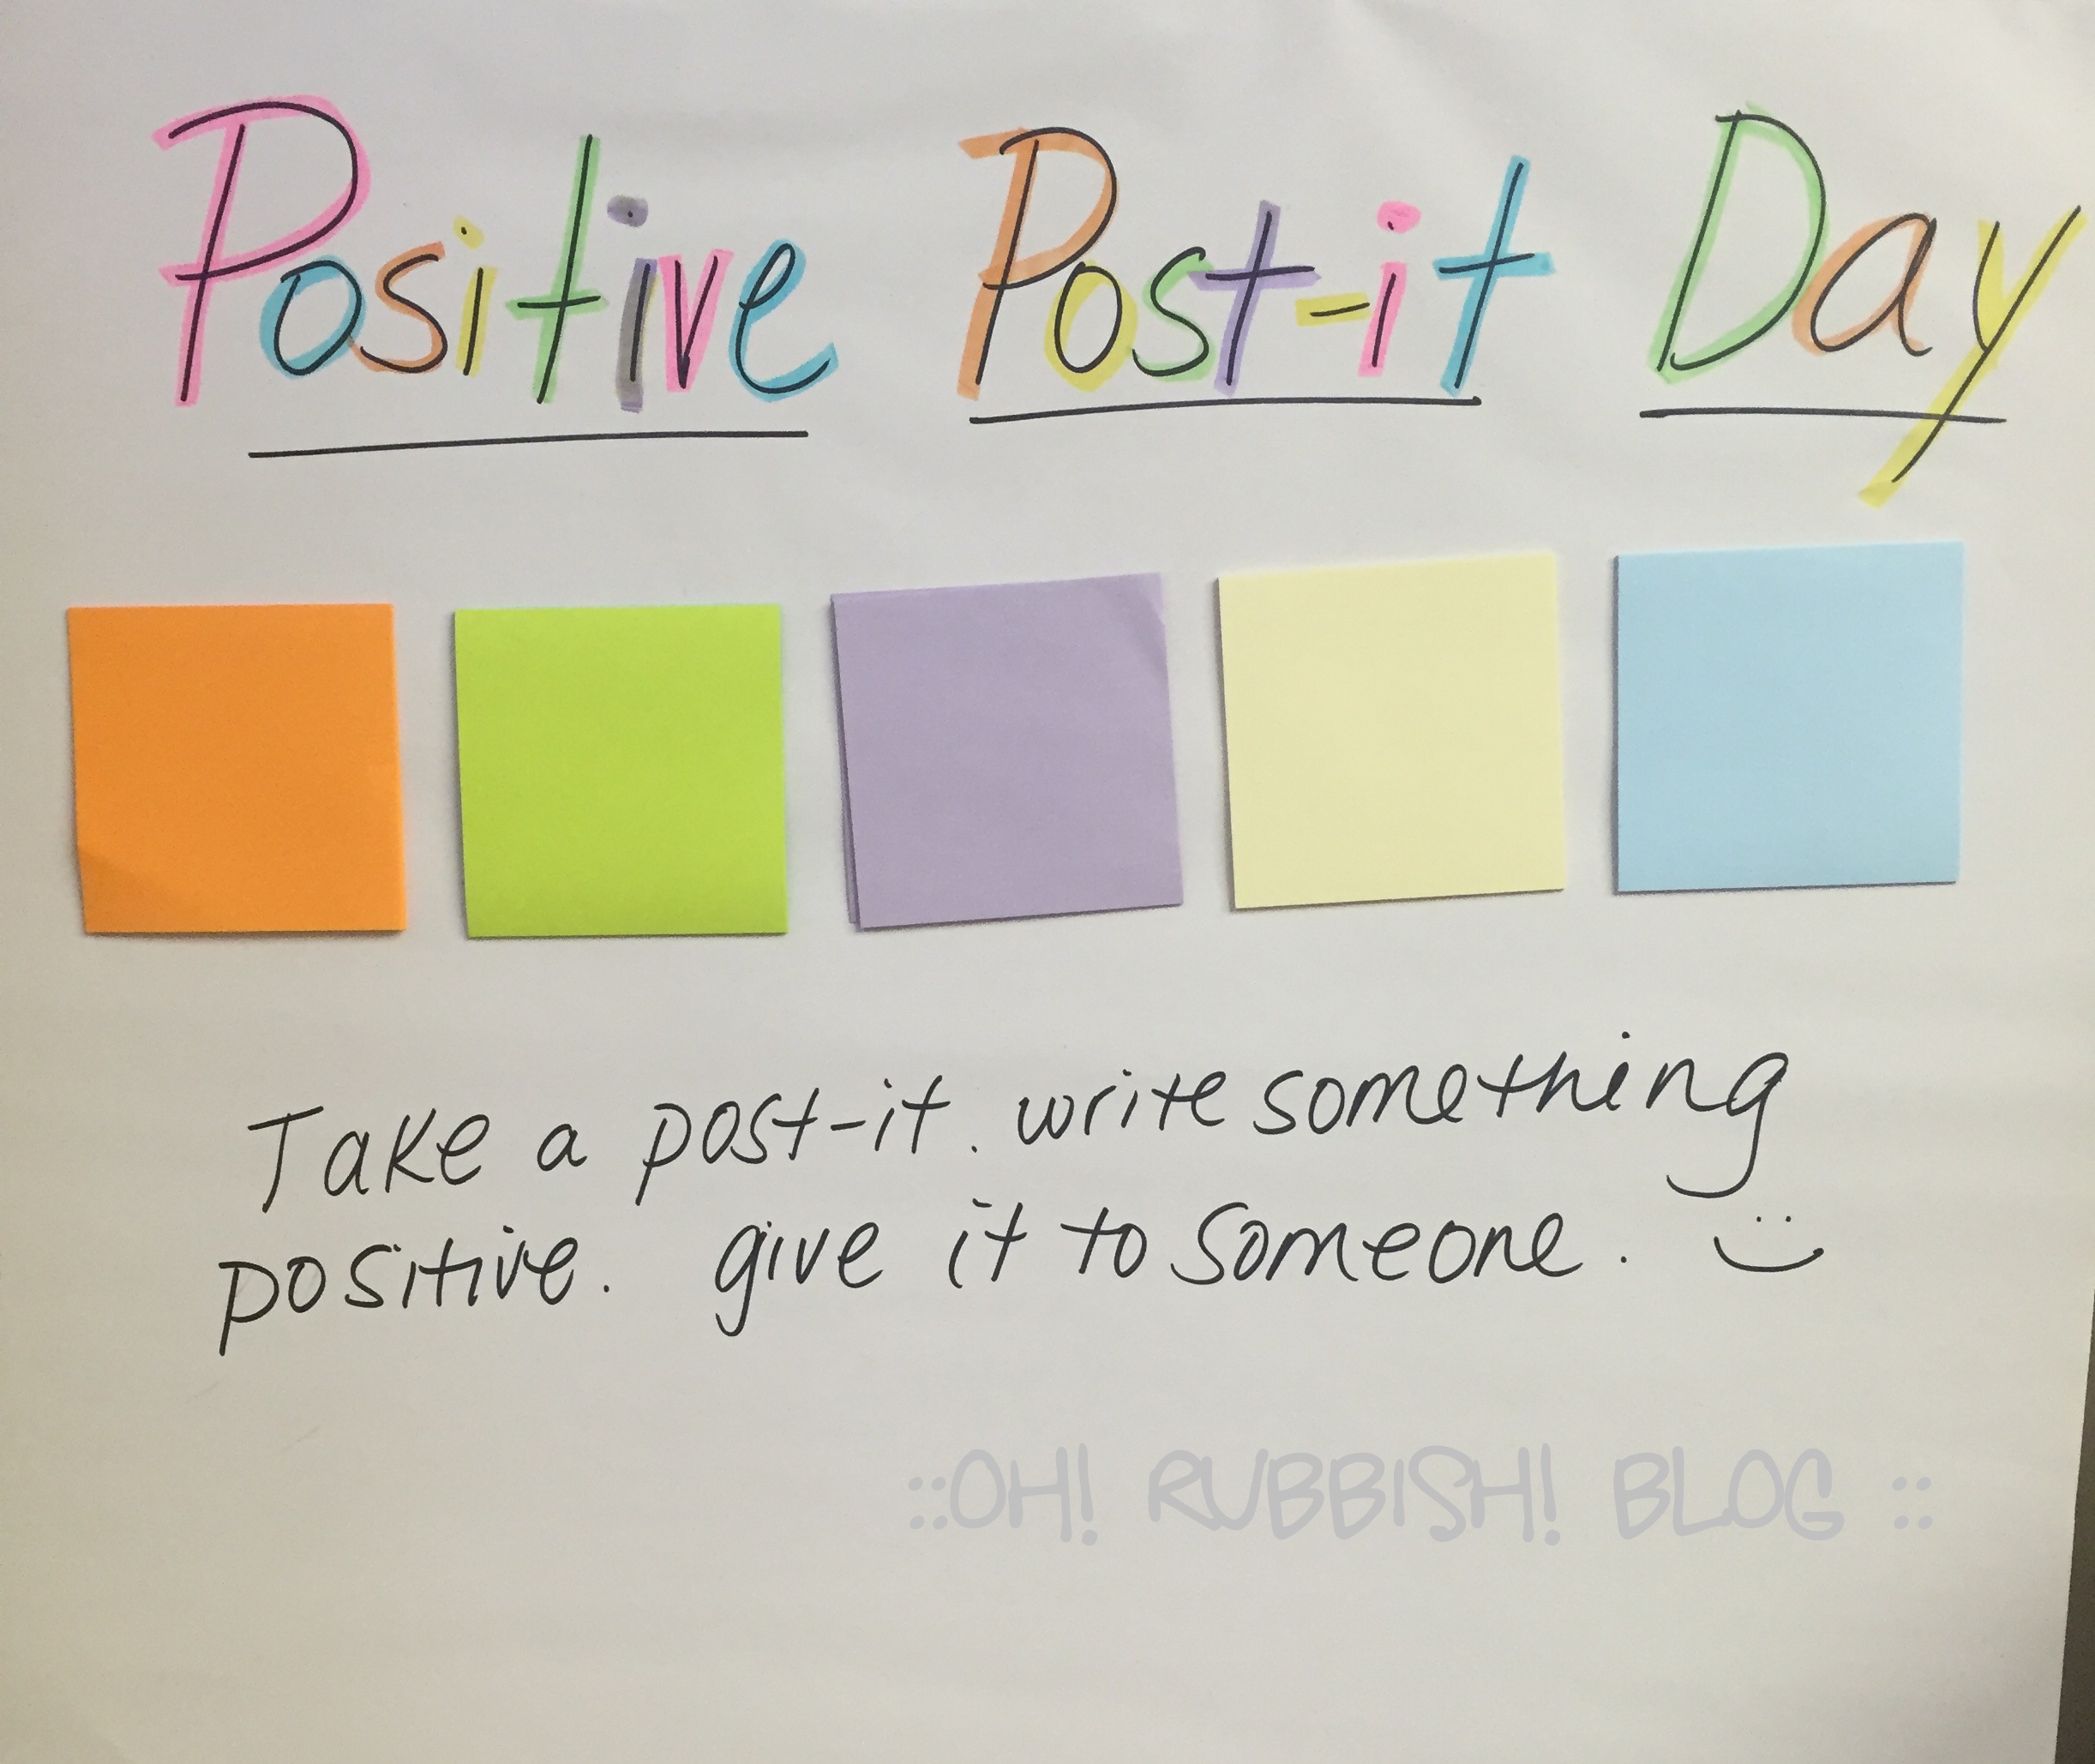 Positive Post-it Day
Take a post-it. write something
positive. give it to someone.
::OH! RUBBISH! BLOG ::